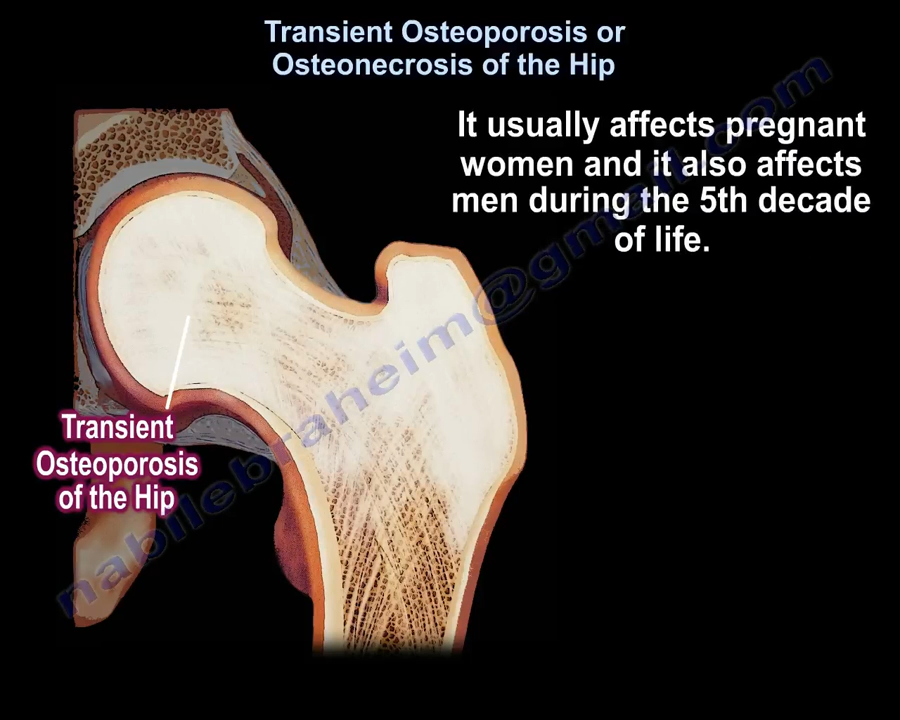 Transient Osteoporosis or
Osteonecrosis of the Hip
It usually affects pregnant
women and it also affects
men during the 5th decade
of life.
Transient
Osteoporosis
of the Hip
nabilebraheim@gmail.com